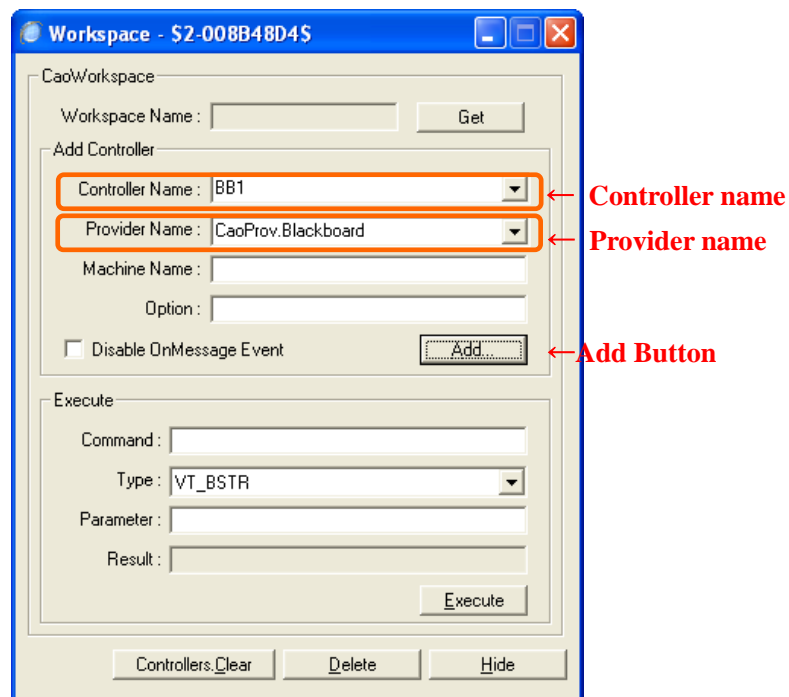 Workspace - $2-008B48D4$
CaoWorkspace
Workspace Name : Get
Add Controller
Controller Name : BB1 ← Controller name
Provider Name : CaoProv.Blackboard ← Provider name
Machine Name :
Option :
Disable OnMessage Event Add... ←Add Button
Execute
Command :
Type : VT_BSTR
Parameter :
Result :
Execute
Controllers.Clear Delete Hide